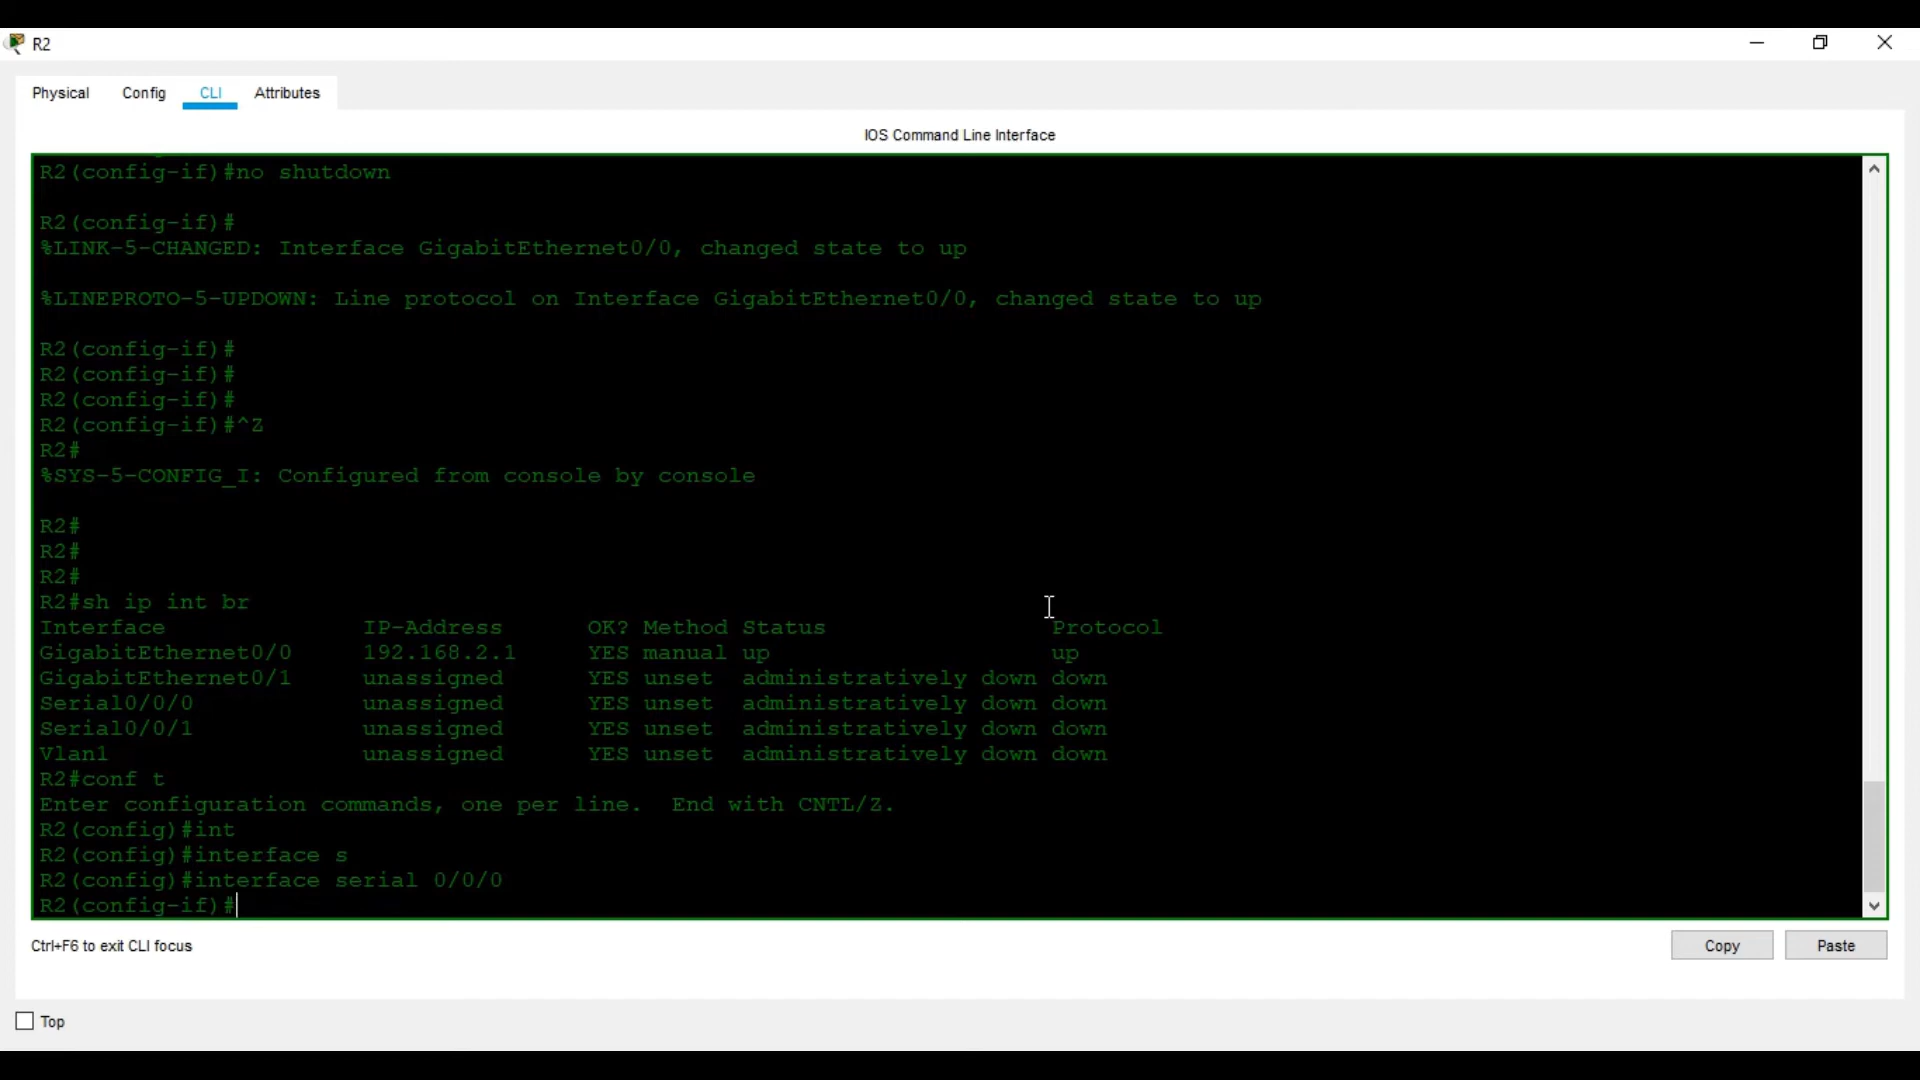 R2
Physical Config CLI Attributes
IOS Command Line Interface
R2(config-if)#no shutdown
R2(config-if)#
%LINK-5-CHANGED: Interface GigabitEthernet0/0, changed state to up
%LINEPROTO-5-UPDOWN: Line protocol on Interface GigabitEthernet0/0, changed state to up
R2(config-if)#
R2(config-if)#
R2(config-if)#
R2(config-if)#^Z
R2#
%SYS-5-CONFIG_I: Configured from console by console
R2#
R2#
R2#
R2#sh ip int br
Interface IP-Address OK? Method Status Protocol
GigabitEthernet0/0 192.168.2.1 YES manual up up
GigabitEthernet0/1 unassigned YES unset administratively down down
Serial0/0/0 unassigned YES unset administratively down down
Serial0/0/1 unassigned YES unset administratively down down
Vlan1 unassigned YES unset administratively down down
R2#conf t
Enter configuration commands, one per line. End with CNTL/Z.
R2(config)#int
R2(config)#interface s
R2(config)#interface serial 0/0/0
R2(config-if)#
Ctrl+F6 to exit CLI focus
Copy Paste
Top